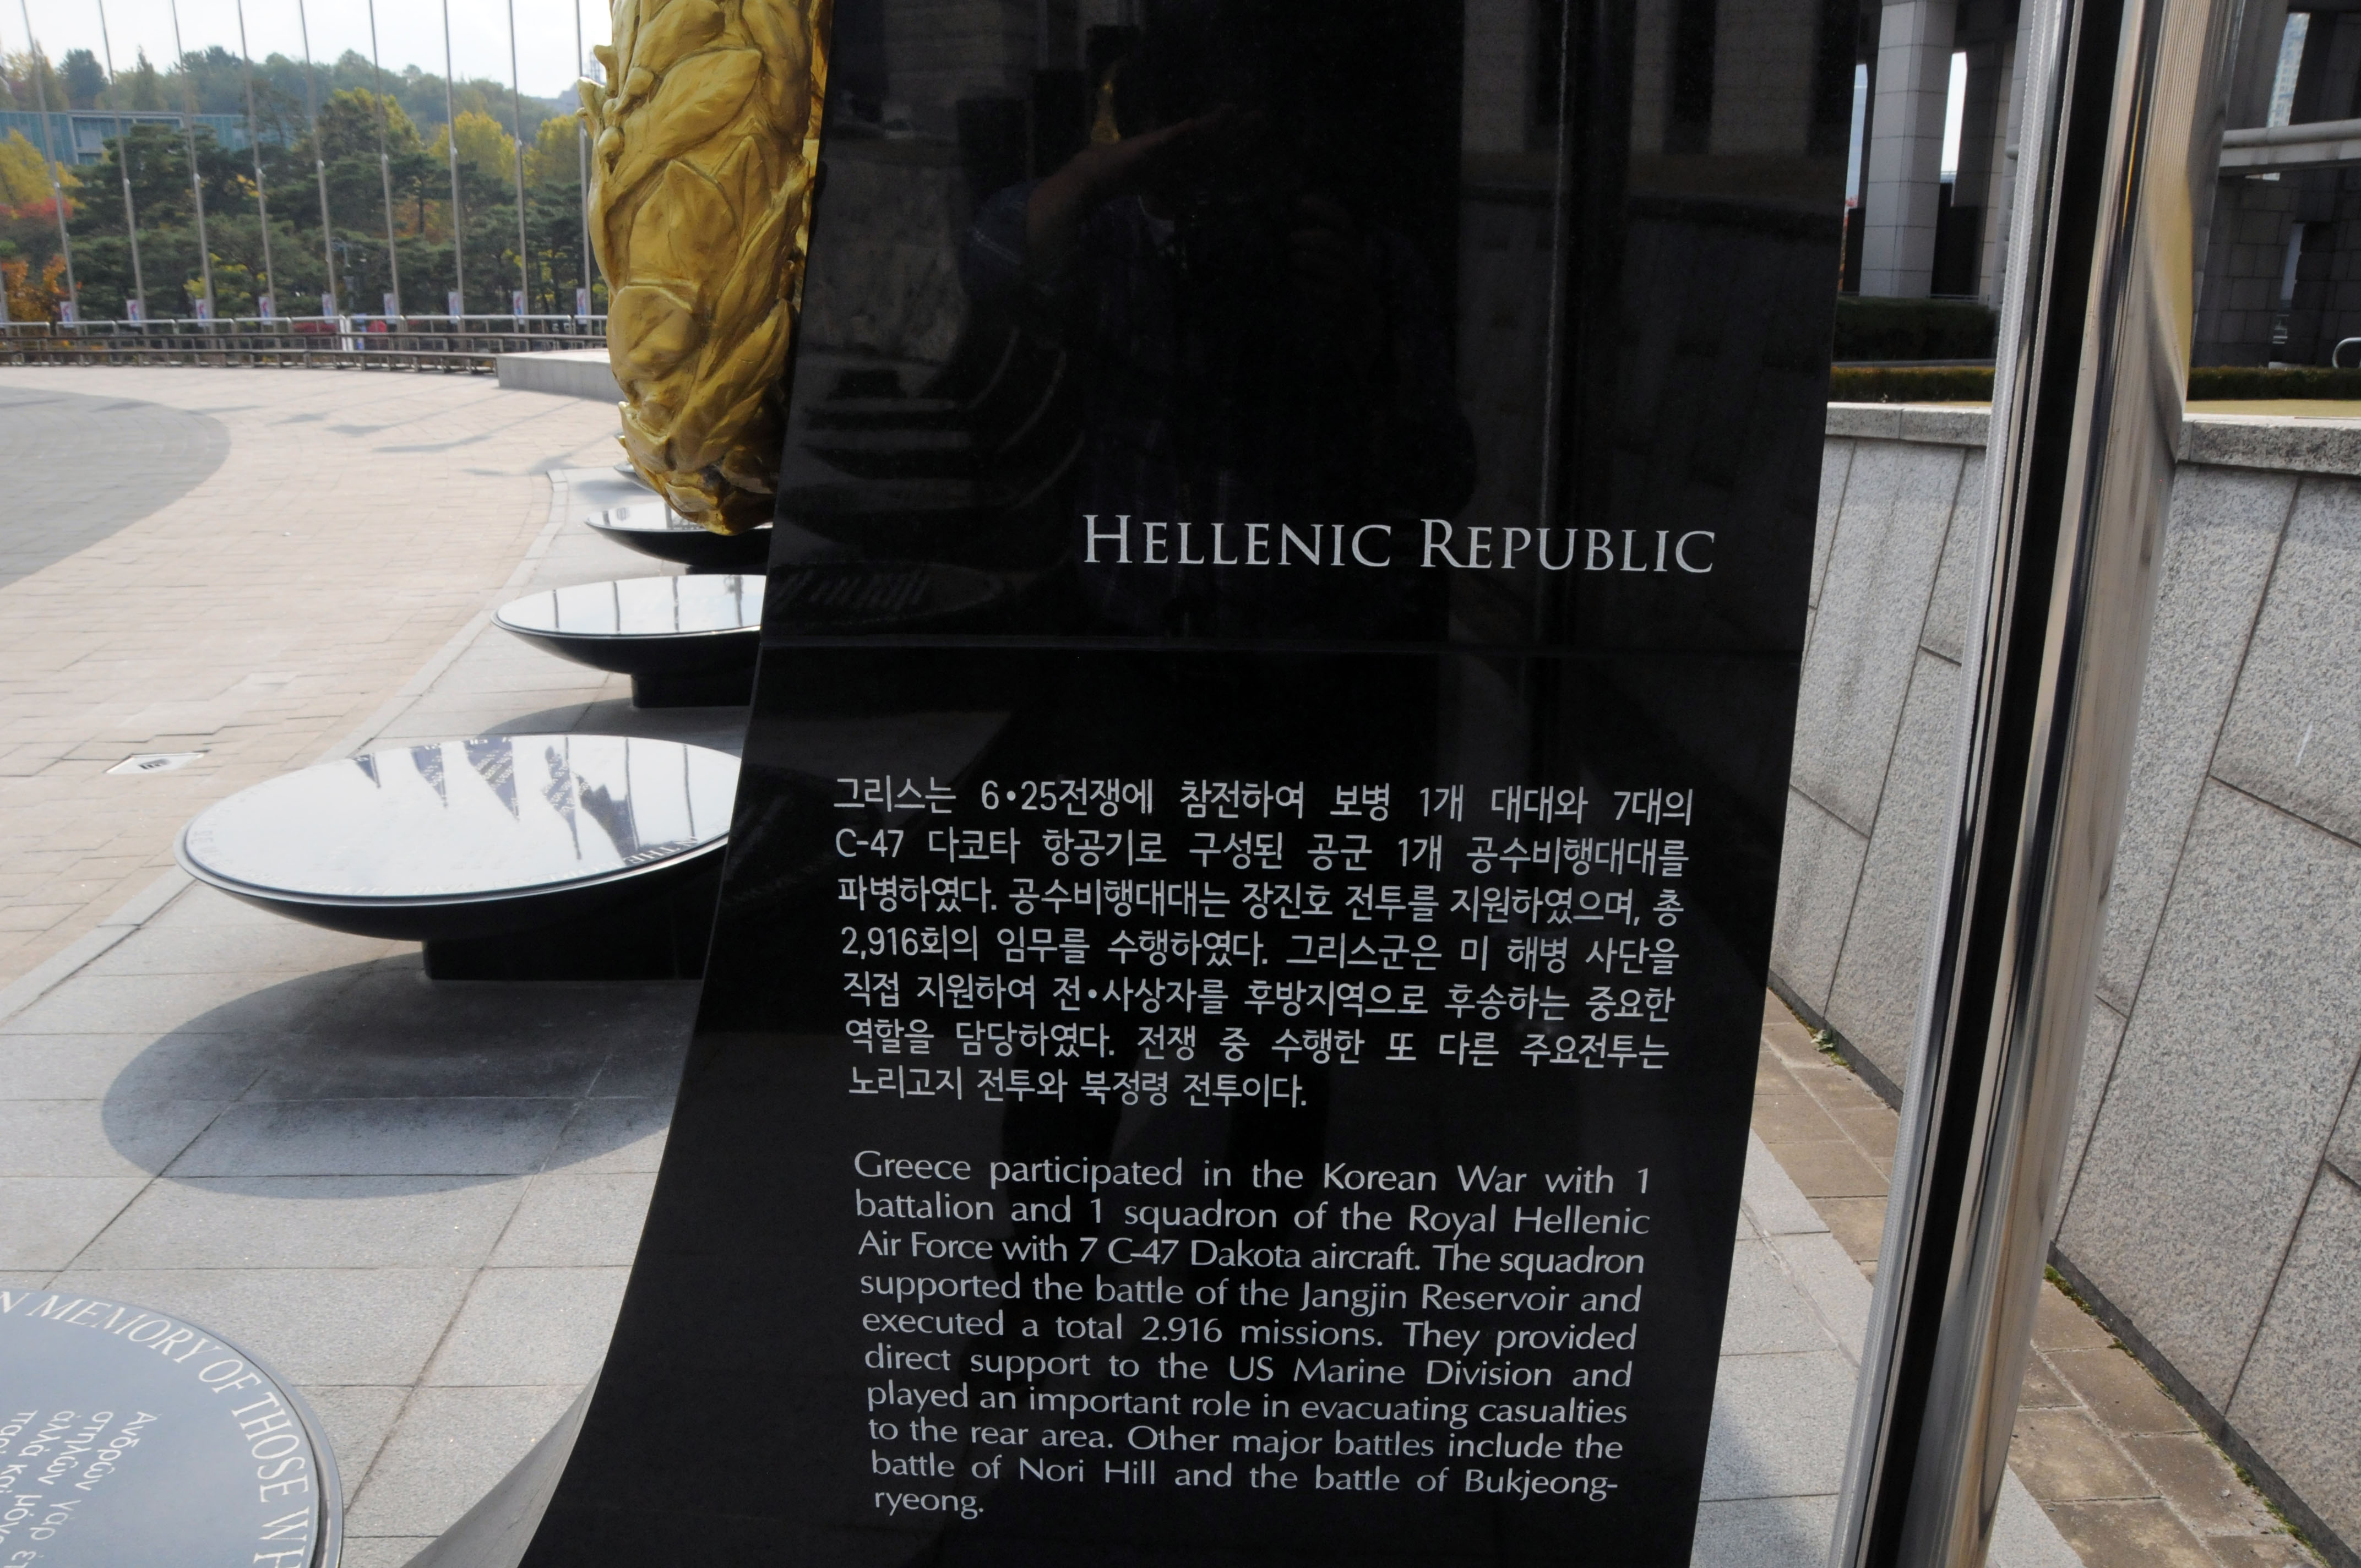 HELLENIC REPUBLIC
그리스는 6•25전쟁에 참전하여 보병 1개 대대와 7대의
C-47 다코타 항공기로 구성된 공군 1개 공수비행대대를
파병하였다. 공수비행대대는 장진호 전투를 지원하였으며, 총
2,916회의 임무를 수행하였다. 그리스군은 미 해병 사단을
직접 지원하여 전•사상자를 후방지역으로 후송하는 중요한
역할을 담당하였다. 전쟁 중 수행한 또 다른 주요전투는
노리고지 전투와 북정령 전투이다.
Greece participated in the Korean War with 1
battalion and 1 squadron of the Royal Hellenic
Air Force with 7 C-47 Dakota aircraft. The squadron
supported the battle of the Jangjin Reservoir and
executed a total 2.916 missions. They provided
direct support to the US Marine Division and
played an important role in evacuating casualties
to the rear area. Other major battles include the
battle of Nori Hill and the battle of Bukjeong-
ryeong.
MEMORY OF THOSE
Ἀνδρῶν γὰρ
στηλῶν μόνον
ἀλλὰ καὶ